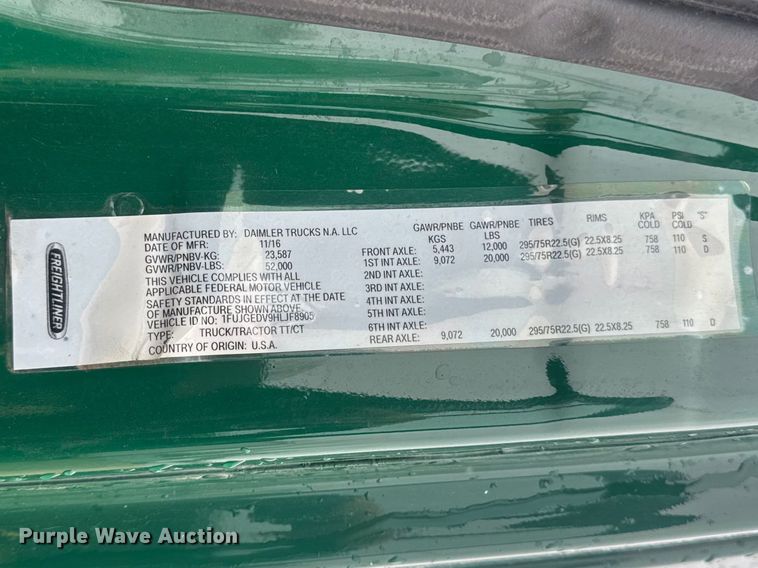 FREIGHTLINER
MANUFACTURED BY: DAIMLER TRUCKS N.A. LLC
DATE OF MFR: 11/16
GVWR/PNBV-KG: 23,587
GVWR/PNBV-LBS: 52,000
THIS VEHICLE COMPLIES WITH ALL
APPLICABLE FEDERAL MOTOR VEHICLE
SAFETY STANDARDS IN EFFECT AT THE DATE
OF MANUFACTURE SHOWN ABOVE
VEHICLE ID NO: 1FUJGEDV9HLJF8905
TYPE: TRUCK/TRACTOR TT/CT
COUNTRY OF ORIGIN: U.S.A.
GAWR/PNBE KGS GAWR/PNBE LBS TIRES RIMS KPA COLD PSI COLD "S"
FRONT AXLE: 5,443 12,000 295/75R22.5(G) 22.5X8.25 758 110 S
1ST INT AXLE: 9,072 20,000 295/75R22.5(G) 22.5X8.25 758 110 D
2ND INT AXLE:
3RD INT AXLE:
4TH INT AXLE:
5TH INT AXLE:
6TH INT AXLE:
REAR AXLE: 9,072 20,000 295/75R22.5(G) 22.5X8.25 758 110 D
Purple Wave Auction